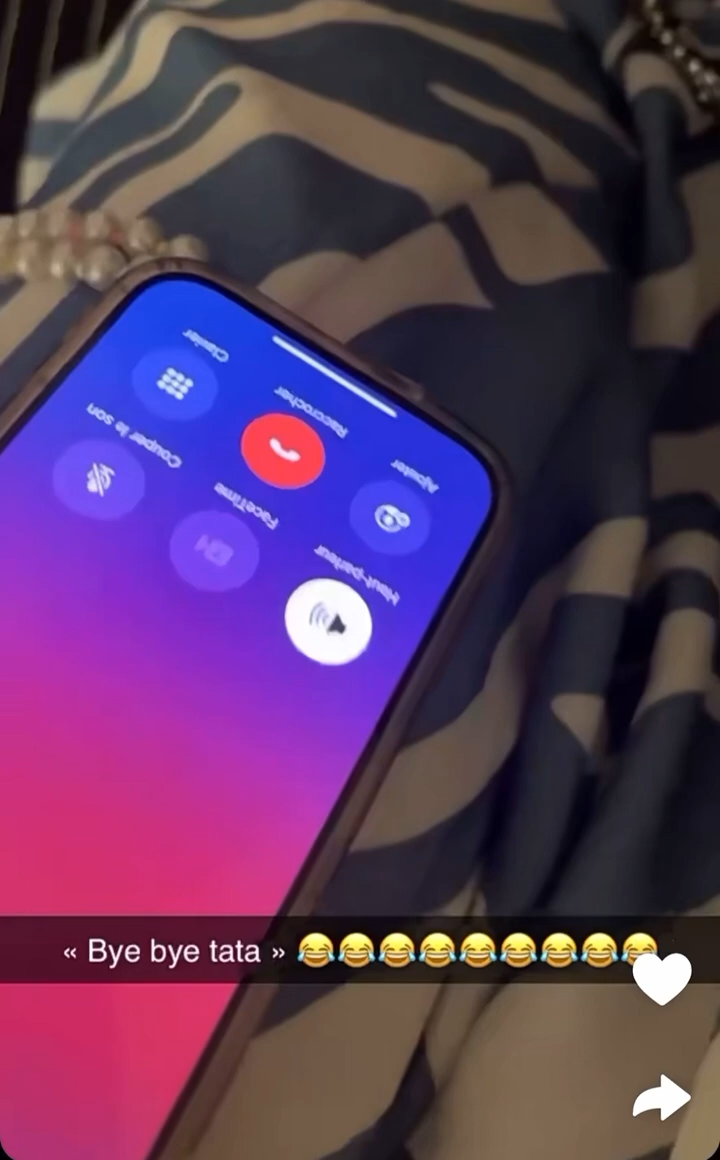 Clavier
Raccrocher
Ajouter
Couper le son
FaceTime
Haut-parleur
« Bye bye tata » 😂😂😂😂😂😂😂😂😂